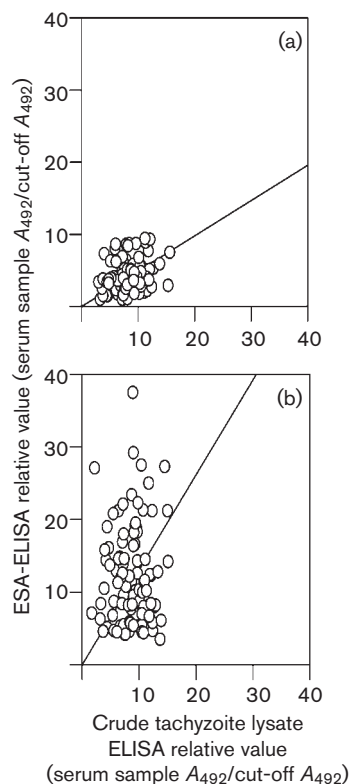 (a)
40
30
20
10
10 20 30 40
ESA-ELISA relative value (serum sample A492/cut-off A492)
(b)
40
30
20
10
10 20 30 40
Crude tachyzoite lysate
ELISA relative value
(serum sample A492/cut-off A492)